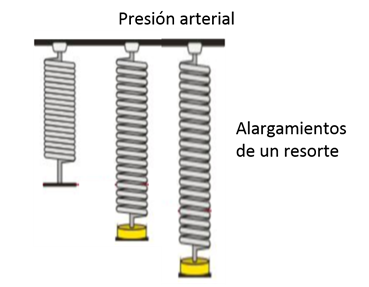 Presión arterial
Alargamientos
de un resorte